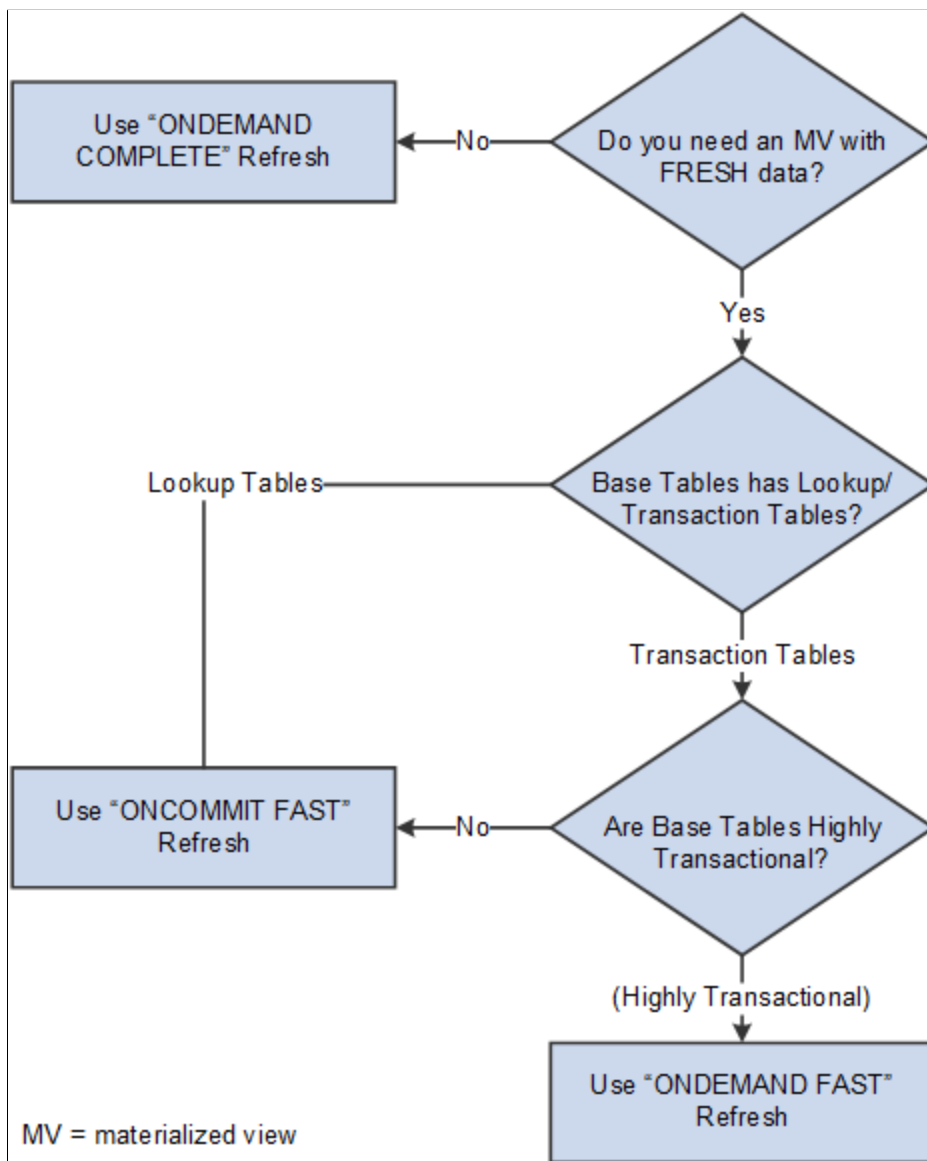 Do you need an MV with
FRESH data?
No
Use “ONDEMAND
COMPLETE” Refresh
Yes
Base Tables has Lookup/
Transaction Tables?
Lookup Tables
Transaction Tables
Are Base Tables Highly
Transactional?
No
Use “ONCOMMIT FAST”
Refresh
(Highly Transactional)
Use “ONDEMAND FAST”
Refresh
MV = materialized view